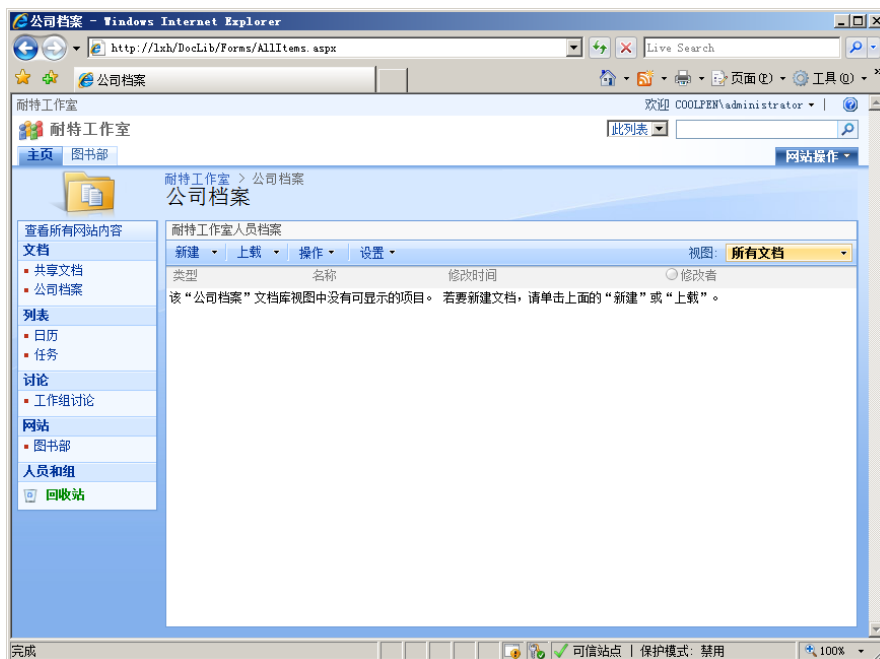 公司档案 - Windows Internet Explorer
http://lxh/DocLib/Forms/AllItems.aspx
Live Search
公司档案
页面(P)
工具(O)
耐特工作室
欢迎 COOLPEN\administrator
耐特工作室
此列表
主页
图书部
网站操作
耐特工作室 > 公司档案
公司档案
查看所有网站内容
文档
共享文档
公司档案
列表
日历
任务
讨论
工作组讨论
网站
图书部
人员和组
回收站
耐特工作室人员档案
新建
上载
操作
设置
视图:
所有文档
类型
名称
修改时间
修改者
该“公司档案”文档库视图中没有可显示的项目。 若要新建文档，请单击上面的“新建”或“上载”。
完成
可信站点 | 保护模式: 禁用
100%